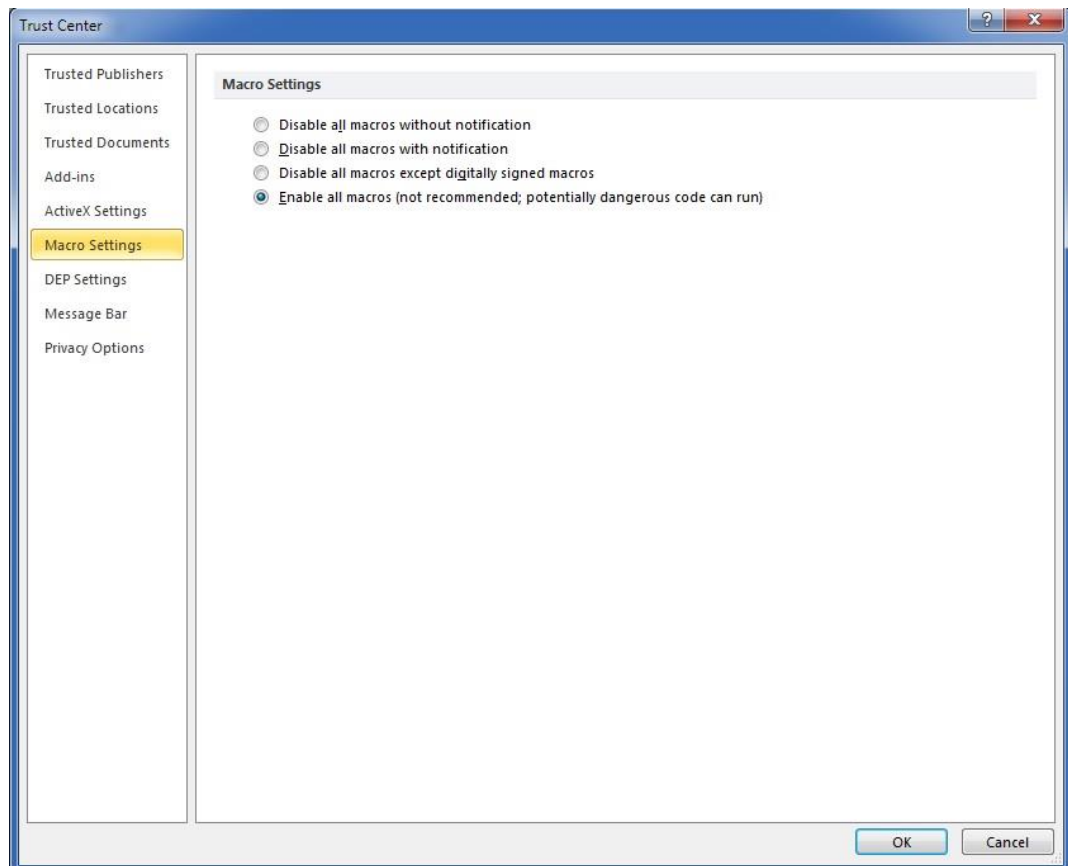 Trust Center
Trusted Publishers
Trusted Locations
Trusted Documents
Add-ins
ActiveX Settings
Macro Settings
DEP Settings
Message Bar
Privacy Options
Macro Settings
Disable all macros without notification
Disable all macros with notification
Disable all macros except digitally signed macros
Enable all macros (not recommended; potentially dangerous code can run)
OK Cancel